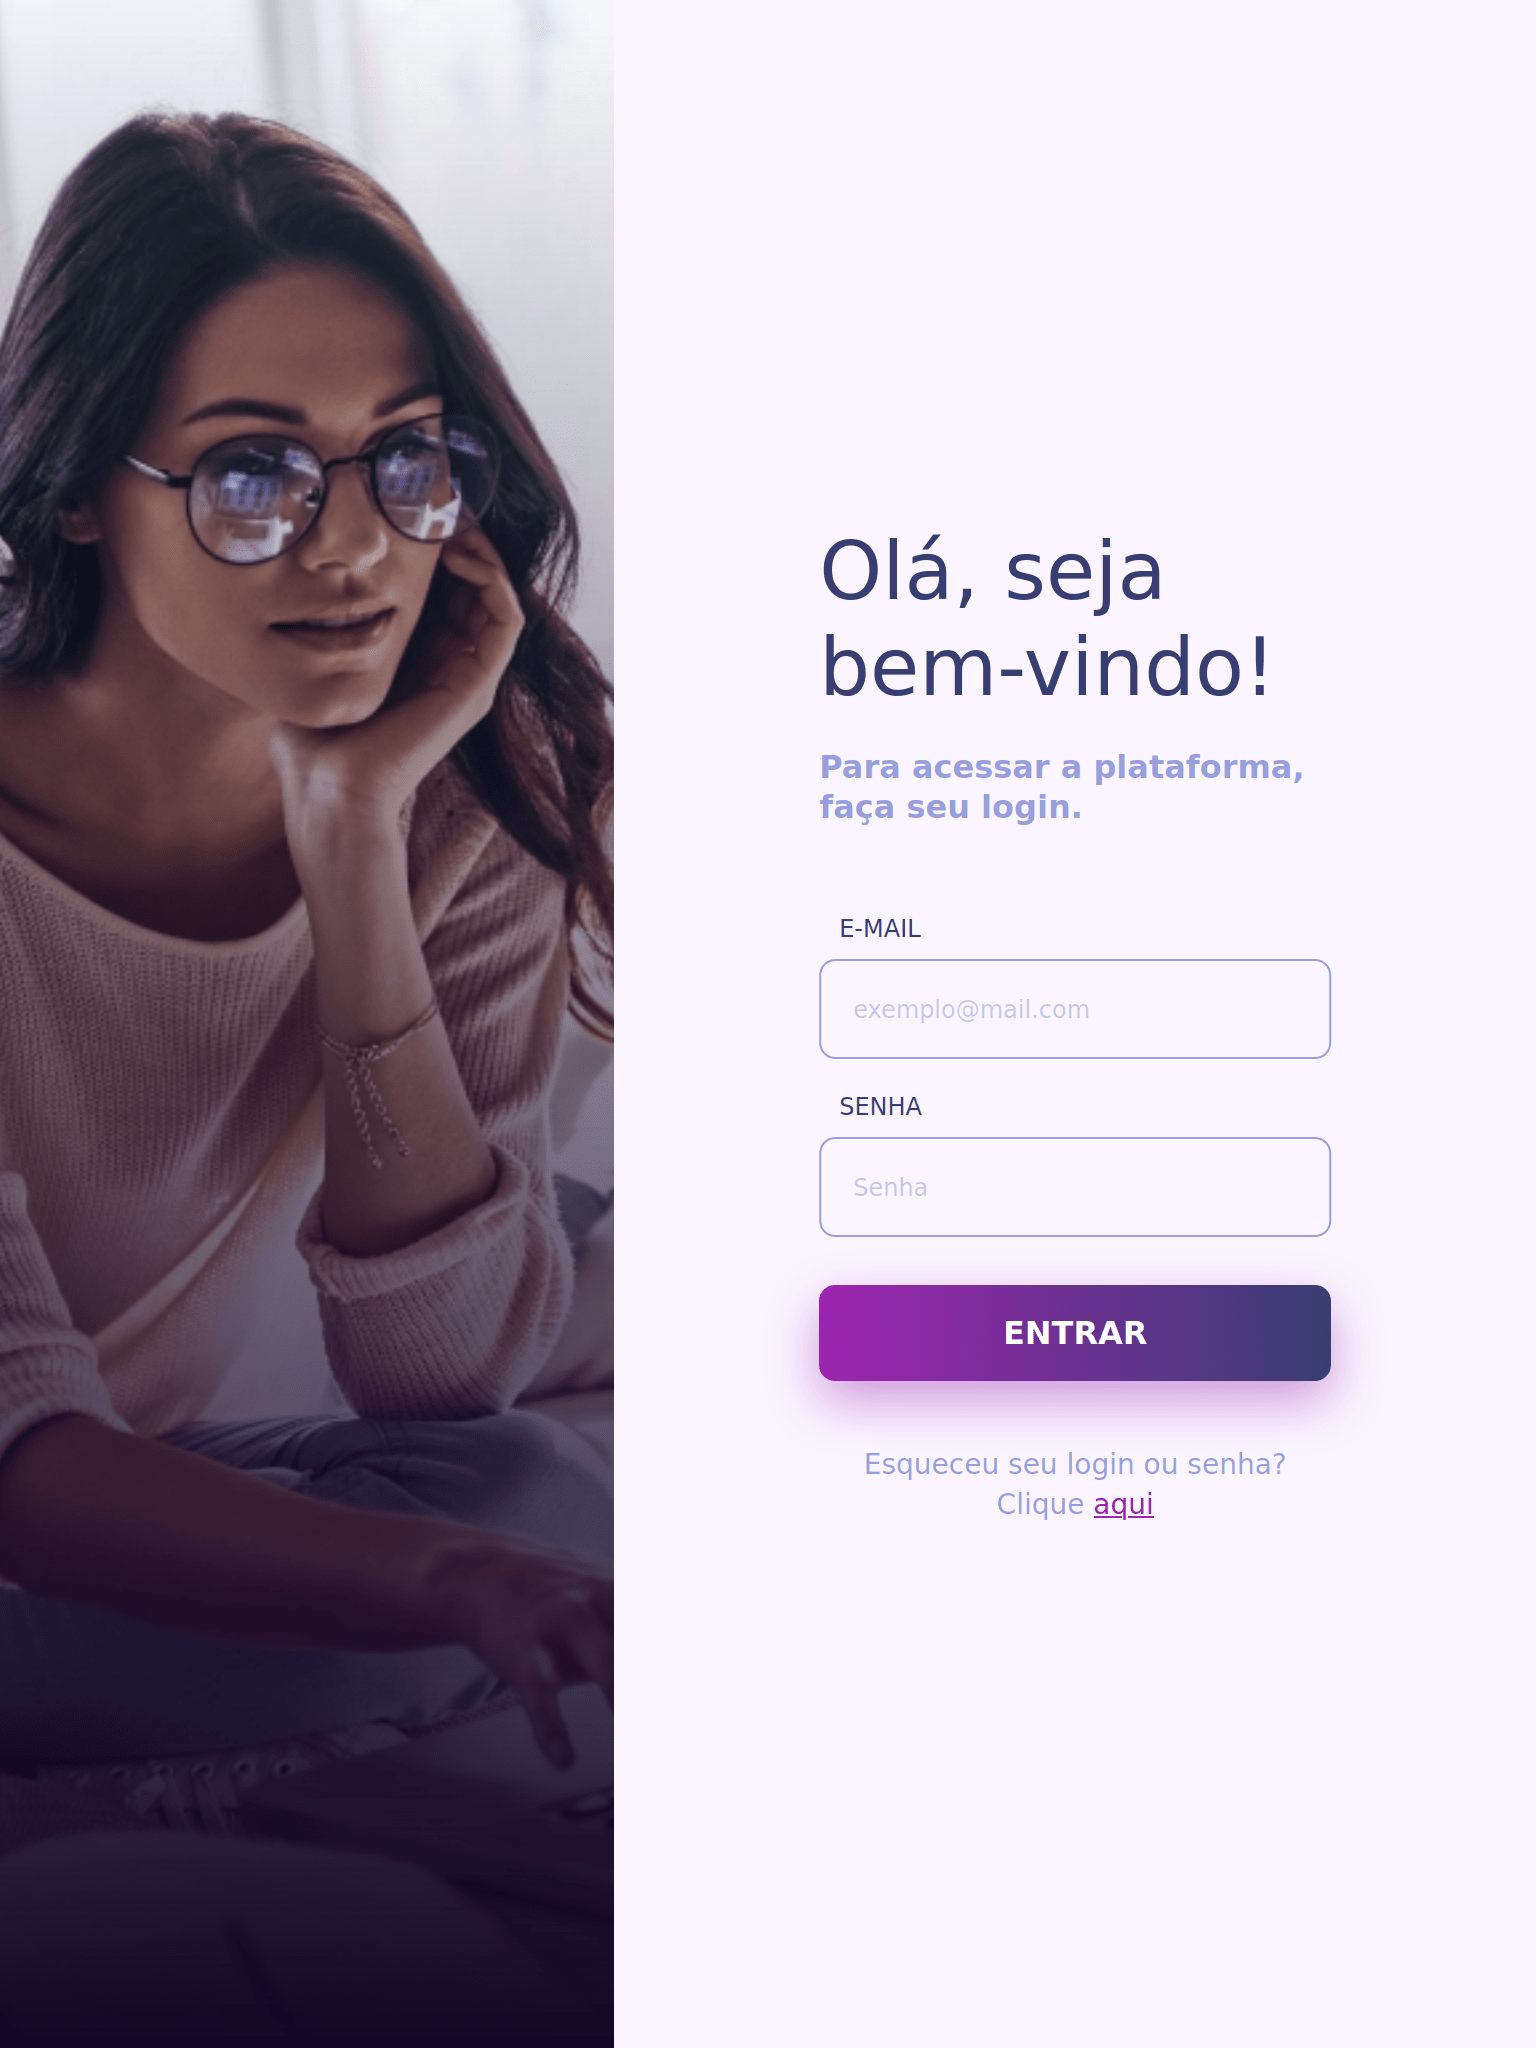 Olá, seja
bem-vindo!
Para acessar a plataforma,
faça seu login.
E-MAIL
exemplo@mail.com
SENHA
Senha
ENTRAR
Esqueceu seu login ou senha?
Clique aqui